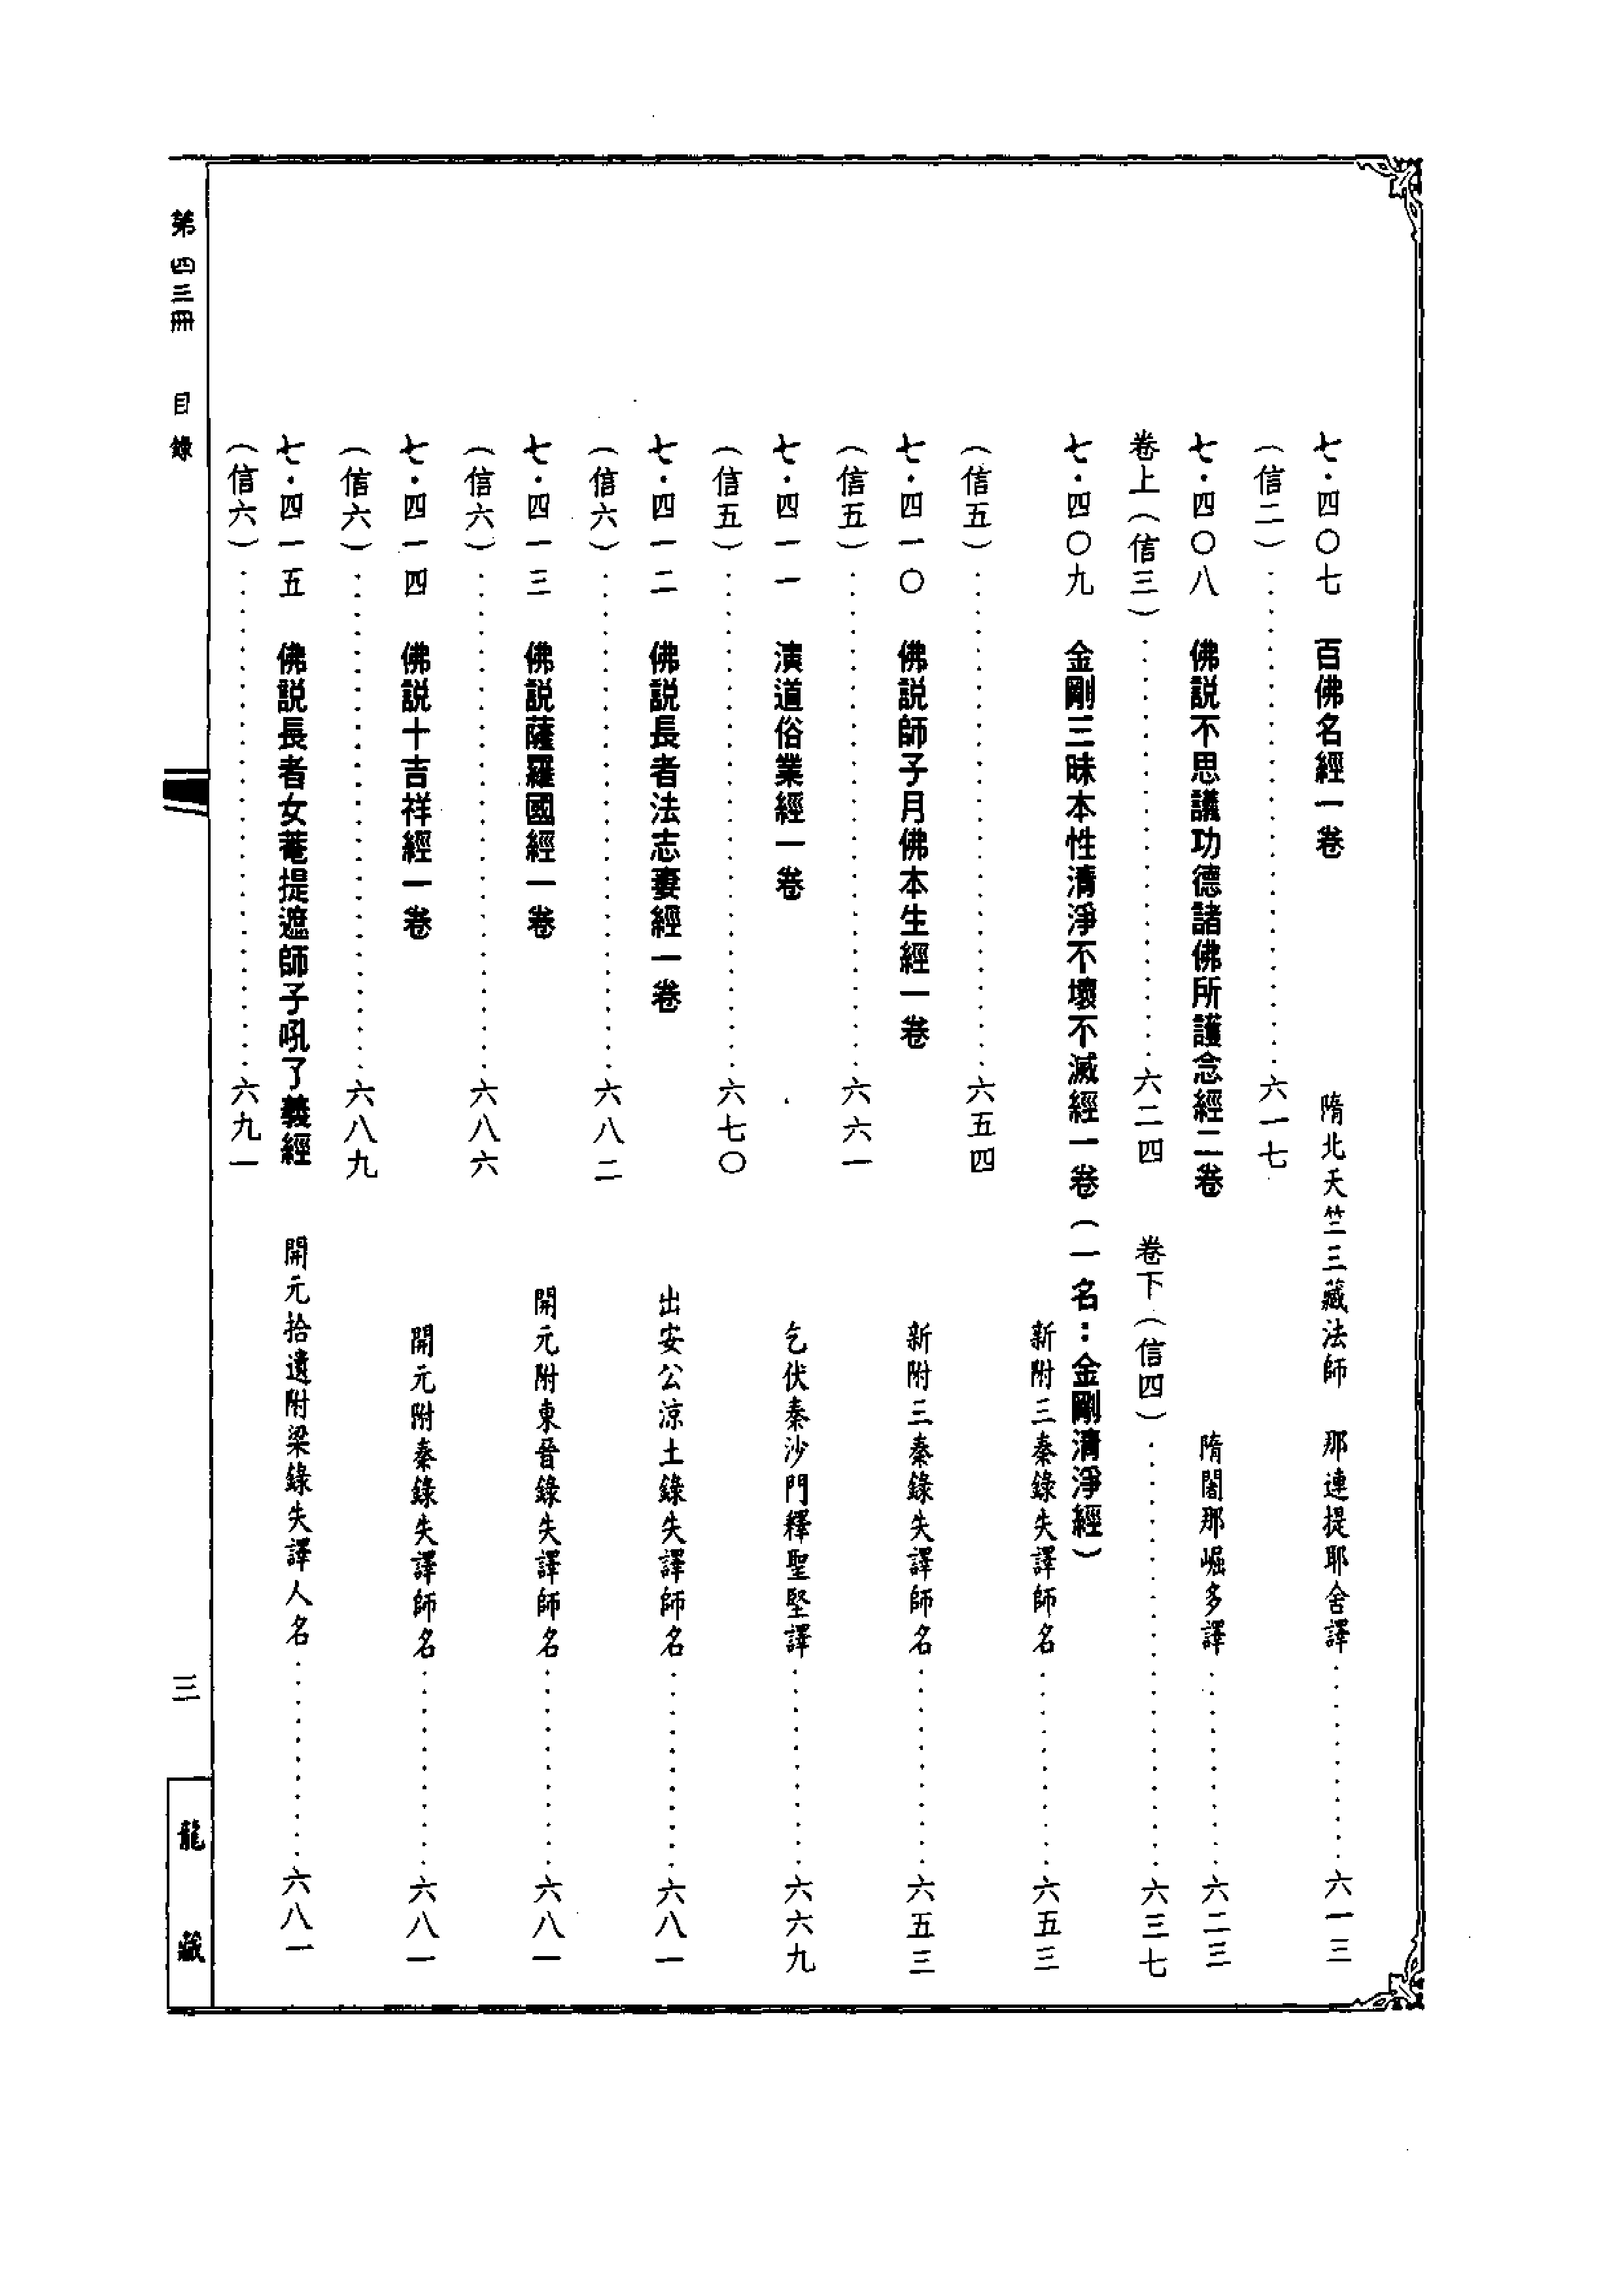 七·四〇七　百佛名經一卷　隋北天竺三藏法師　那連提耶舍譯…………六一三
（信二）…………六一七
七·四〇八　佛説不思議功德諸佛所護念經二卷　隋闍那崛多譯…………六二三
卷上（信三）…………六二四　卷下（信四）…………六三七
七·四〇九　金剛三昧本性清淨不壞不滅經一卷（一名：金剛清淨經）
新附三秦錄失譯師名…………六五三
（信五）…………六五四
七·四一〇　佛説師子月佛本生經一卷　新附三秦錄失譯師名…………六五三
（信五）…………六六一
七·四一一　演道俗業經一卷　乞伏秦沙門釋聖堅譯…………六六九
（信五）…………六七〇
七·四一二　佛説長者法志妻經一卷　出安公涼土錄失譯師名…………六八一
（信六）…………六八二
七·四一三　佛説薩羅國經一卷　開元附東晉錄失譯師名…………六八一
（信六）…………六八六
七·四一四　佛説十吉祥經一卷　開元附秦錄失譯師名…………六八一
（信六）…………六八九
七·四一五　佛説長者女菴提遮師子吼了義經　開元拾遺附梁錄失譯人名…………六八一
（信六）…………六九一
第四三冊　目錄　三　龍藏